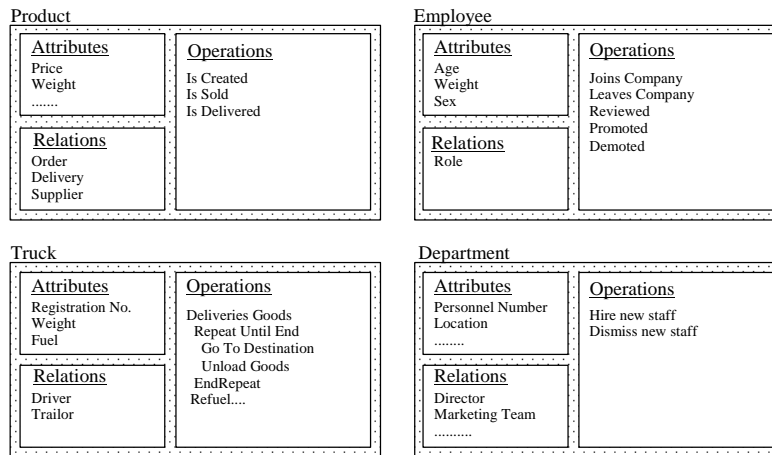 Product
Attributes
Price
Weight
.......
Relations
Order
Delivery
Supplier
Operations
Is Created
Is Sold
Is Delivered
Employee
Attributes
Age
Weight
Sex
Relations
Role
Operations
Joins Company
Leaves Company
Reviewed
Promoted
Demoted
Truck
Attributes
Registration No.
Weight
Fuel
Relations
Driver
Trailor
Operations
Deliveries Goods
Repeat Until End
Go To Destination
Unload Goods
EndRepeat
Refuel....
Department
Attributes
Personnel Number
Location
........
Relations
Director
Marketing Team
..........
Operations
Hire new staff
Dismiss new staff